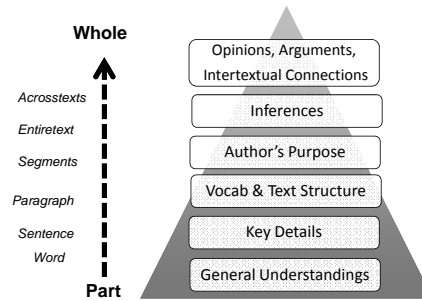 Whole
Opinions, Arguments,
Intertextual Connections
Acrosstexts
Inferences
Entiretext
Author's Purpose
Segments
Vocab & Text Structure
Paragraph
Key Details
Sentence
Word
General Understandings
Part